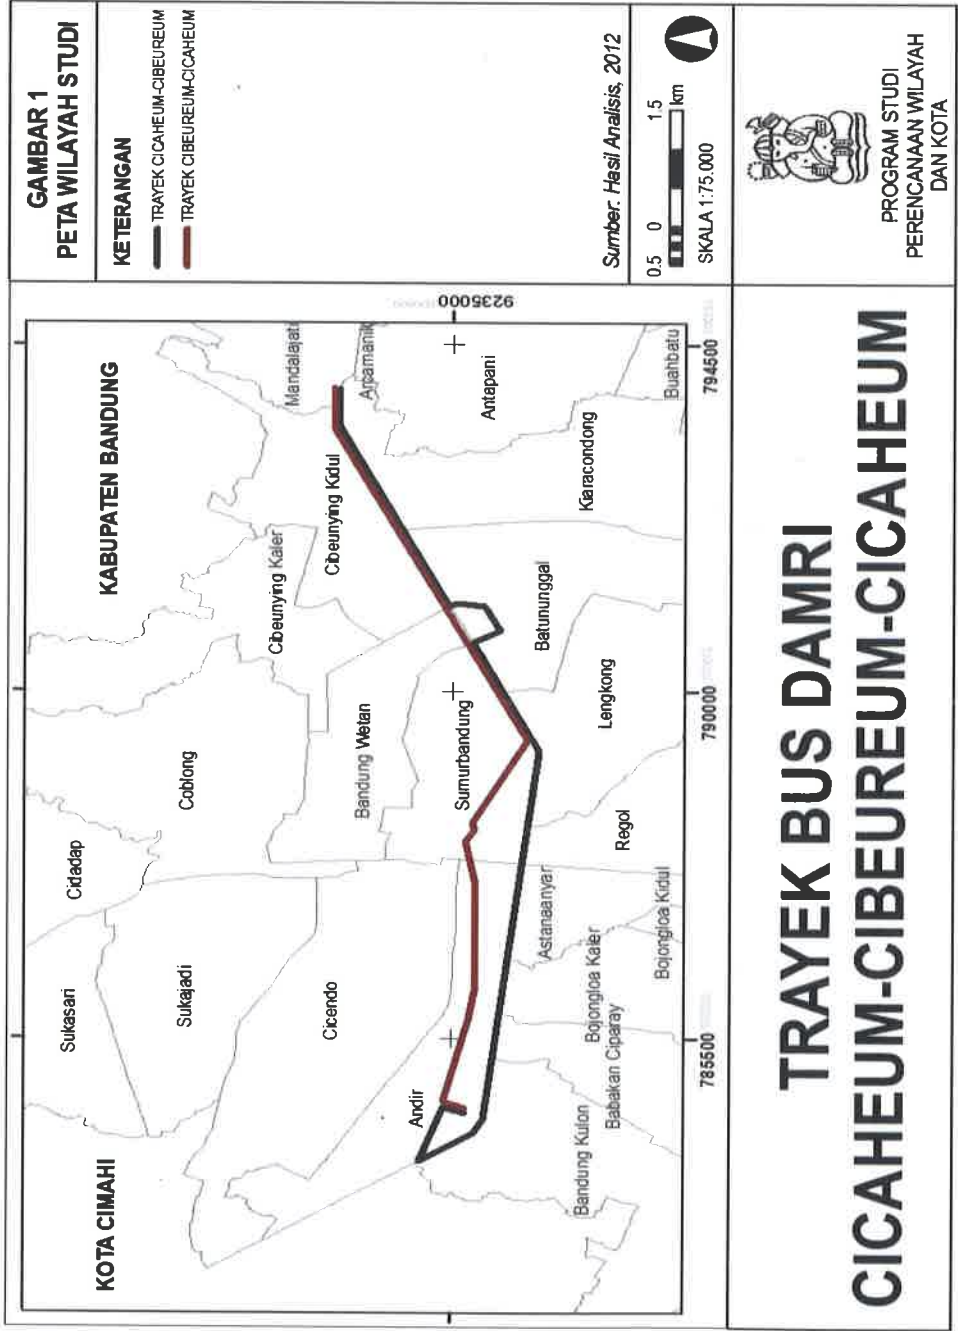 GAMBAR 1
PETA WILAYAH STUDI
KETERANGAN
TRAYEK CICAHEUM-CIBEUREUM
TRAYEK CIBEUREUM-CICAHEUM
Sumber: Hasil Analisis, 2012
0.5 0 1.5
km
SKALA 1:75.000
PROGRAM STUDI
PERENCANAAN WILAYAH
DAN KOTA
KOTA CIMAHI
KABUPATEN BANDUNG
Sukasari
Cidadap
Sukajadi
Coblong
Cibeunying Kaler
Mandalajati
Cicendo
Bandung Wetan
Cibeunying Kidul
Arcamanik
Andir
Sumurbandung
Antapani
Astanaanyar
Batununggal
Bandung Kulon
Bojongloa Kaler
Babakan Ciparay
Regol
Lengkong
Kiaracondong
Bojongloa Kidul
Buahbatu
9235000
785500
790000
794500
TRAYEK BUS DAMRI
CICAHEUM-CIBEUREUM-CICAHEUM